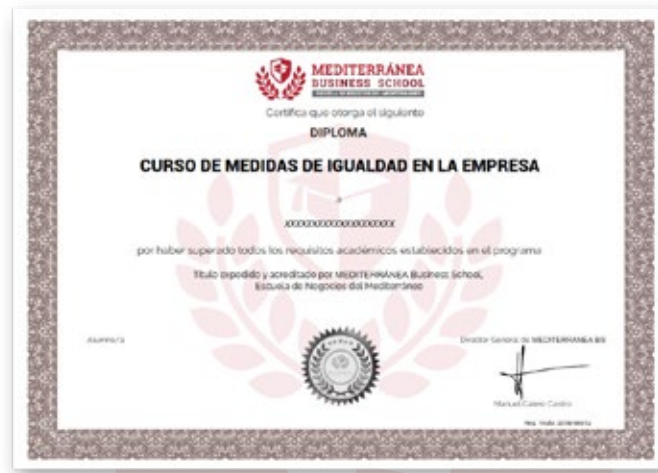 MEDITERRÁNEA
BUSINESS SCHOOL
Certifica que otorga el siguiente
DIPLOMA
CURSO DE MEDIDAS DE IGUALDAD EN LA EMPRESA
a
por haber superado todos los requisitos académicos establecidos en el programa
Título expedido y acreditado por MEDITERRÁNEA Business School,
Escuela de Negocios del Mediterráneo
Alumno/a
Director General de MEDITERRÁNEA BS
Manuel Castro